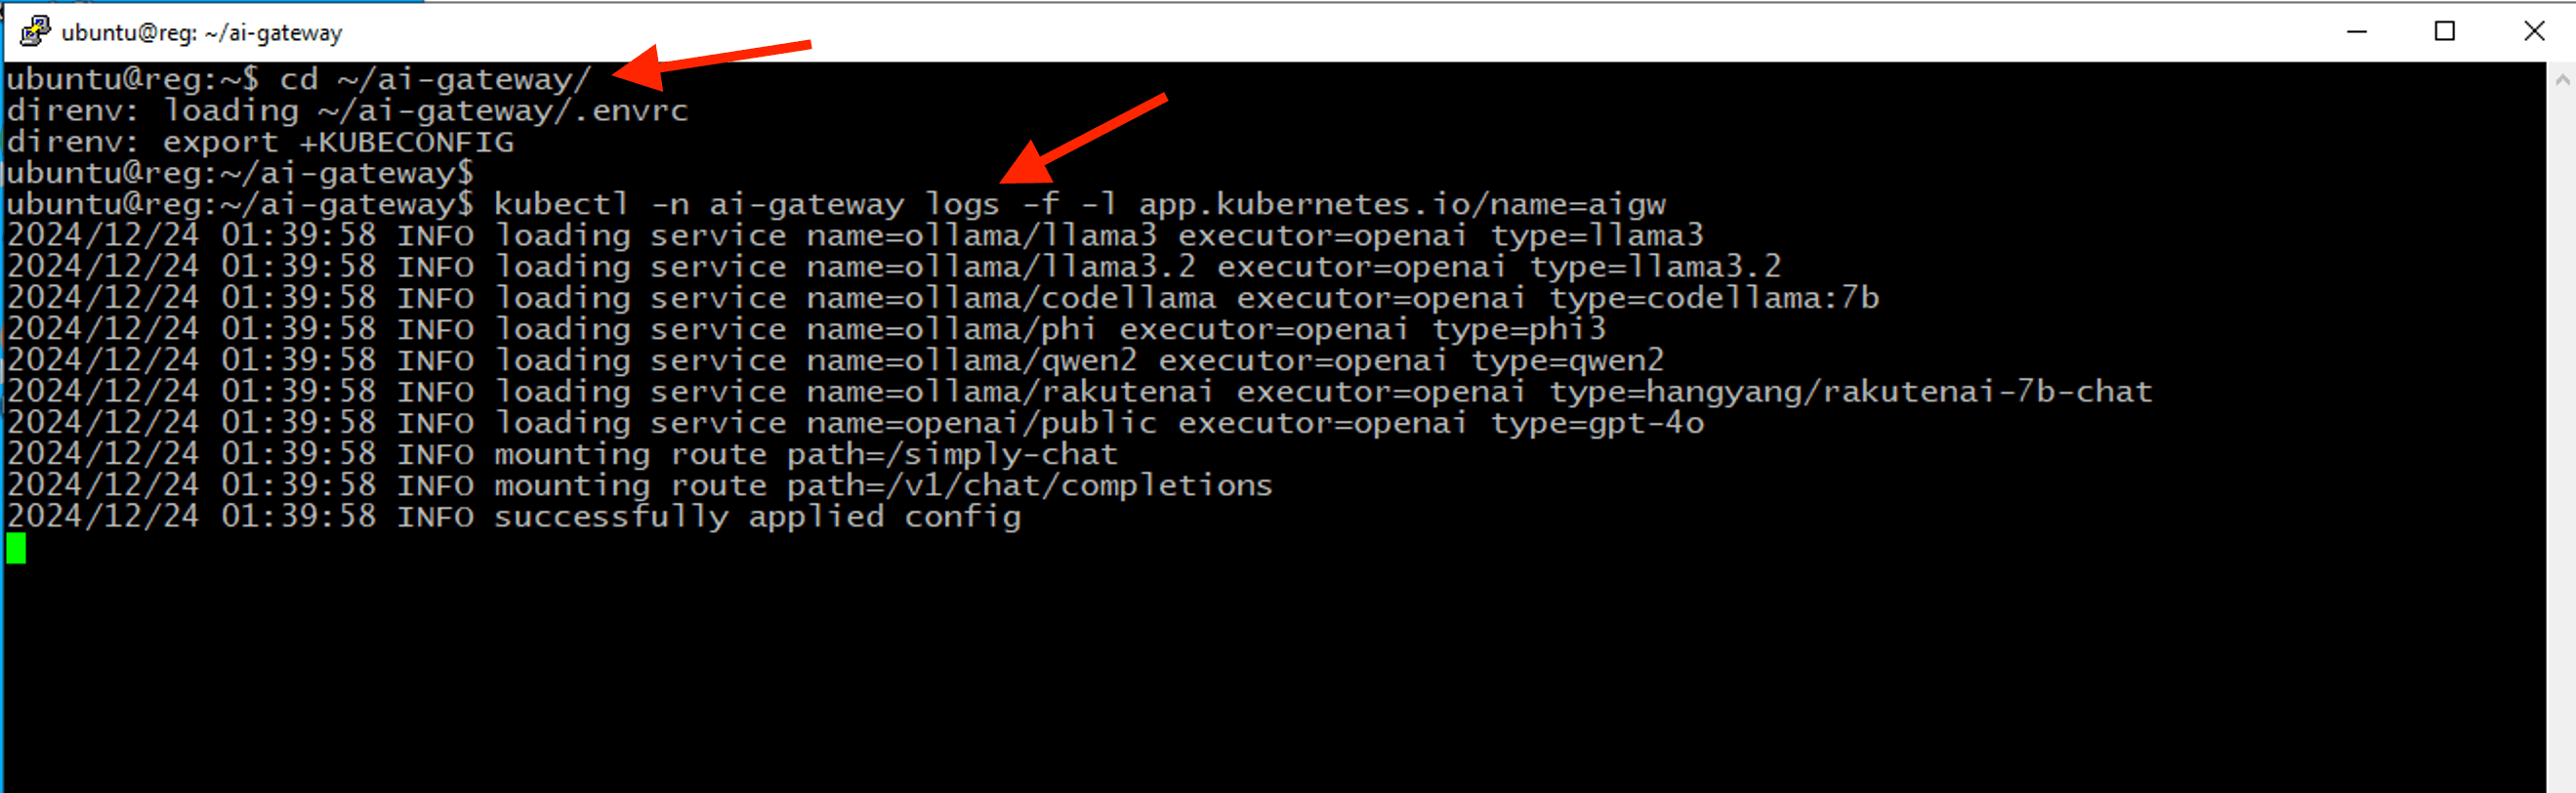 ubuntu@reg: ~/ai-gateway
ubuntu@reg:~$ cd ~/ai-gateway/
direnv: loading ~/ai-gateway/.envrc
direnv: export +KUBECONFIG
ubuntu@reg:~/ai-gateway$
ubuntu@reg:~/ai-gateway$ kubectl -n ai-gateway logs -f -l app.kubernetes.io/name=aigw
2024/12/24 01:39:58 INFO loading service name=ollama/llama3 executor=openai type=llama3
2024/12/24 01:39:58 INFO loading service name=ollama/llama3.2 executor=openai type=llama3.2
2024/12/24 01:39:58 INFO loading service name=ollama/codellama executor=openai type=codellama:7b
2024/12/24 01:39:58 INFO loading service name=ollama/phi executor=openai type=phi3
2024/12/24 01:39:58 INFO loading service name=ollama/qwen2 executor=openai type=qwen2
2024/12/24 01:39:58 INFO loading service name=ollama/rakutenai executor=openai type=hangyang/rakutenai-7b-chat
2024/12/24 01:39:58 INFO loading service name=openai/public executor=openai type=gpt-4o
2024/12/24 01:39:58 INFO mounting route path=/simply-chat
2024/12/24 01:39:58 INFO mounting route path=/v1/chat/completions
2024/12/24 01:39:58 INFO successfully applied config